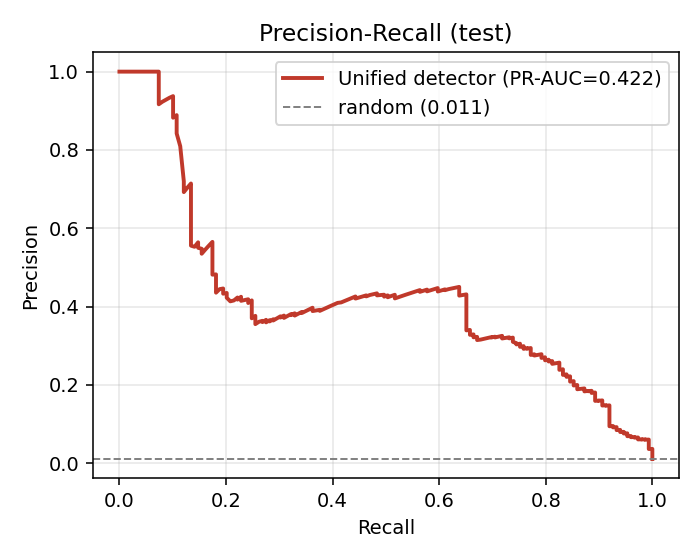 Precision-Recall (test)
Unified detector (PR-AUC=0.422)
random (0.011)
Precision
1.0
0.8
0.6
0.4
0.2
0.0
0.0 0.2 0.4 0.6 0.8 1.0
Recall